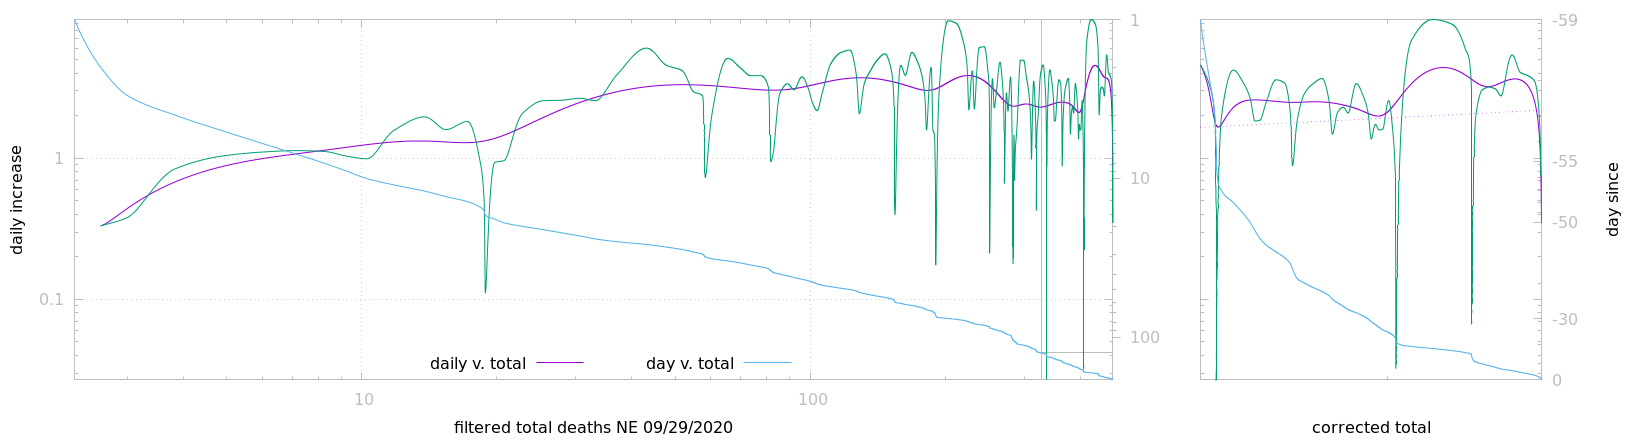 1
-59
1
-55
10
-50
daily increase
day since
0.1
-30
100
daily v. total
day v. total
0
10
100
filtered total deaths NE 09/29/2020
corrected total